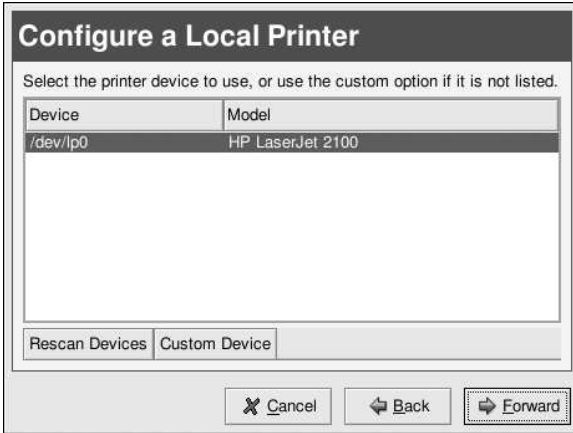 Configure a Local Printer
Select the printer device to use, or use the custom option if it is not listed.
Device Model
/dev/lp0 HP LaserJet 2100
Rescan Devices Custom Device
Cancel Back Forward